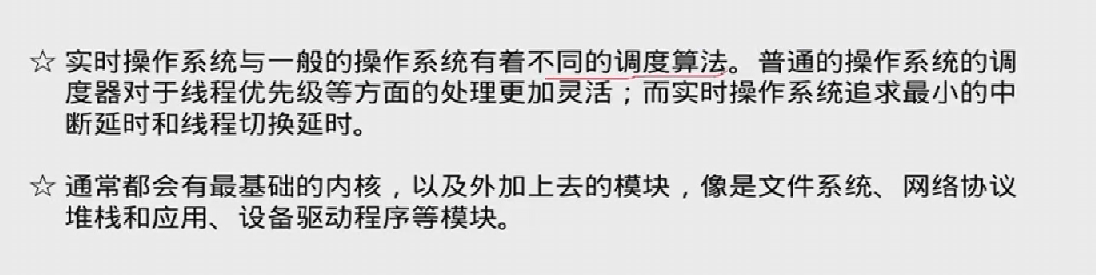 ☆ 实时操作系统与一般的操作系统有着不同的调度算法。普通的操作系统的调
度器对于线程优先级等方面的处理更加灵活；而实时操作系统追求最小的中
断延时和线程切换延时。
☆ 通常都会有最基础的内核，以及外加上去的模块，像是文件系统、网络协议
堆栈和应用、设备驱动程序等模块。